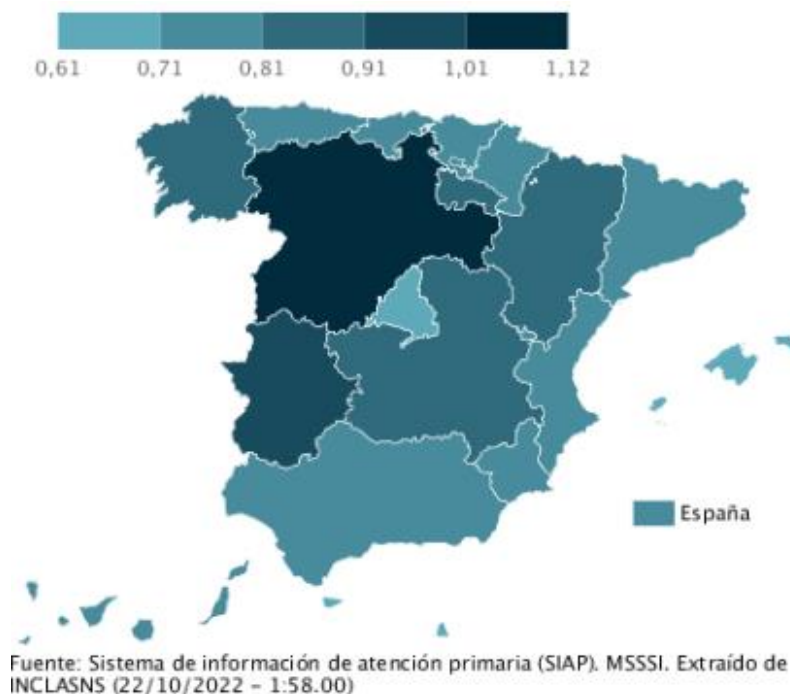 0,61 0,71 0,81 0,91 1,01 1,12
España
Fuente: Sistema de información de atención primaria (SIAP). MSSSI. Extraído de
INCLASNS (22/10/2022 - 1:58.00)